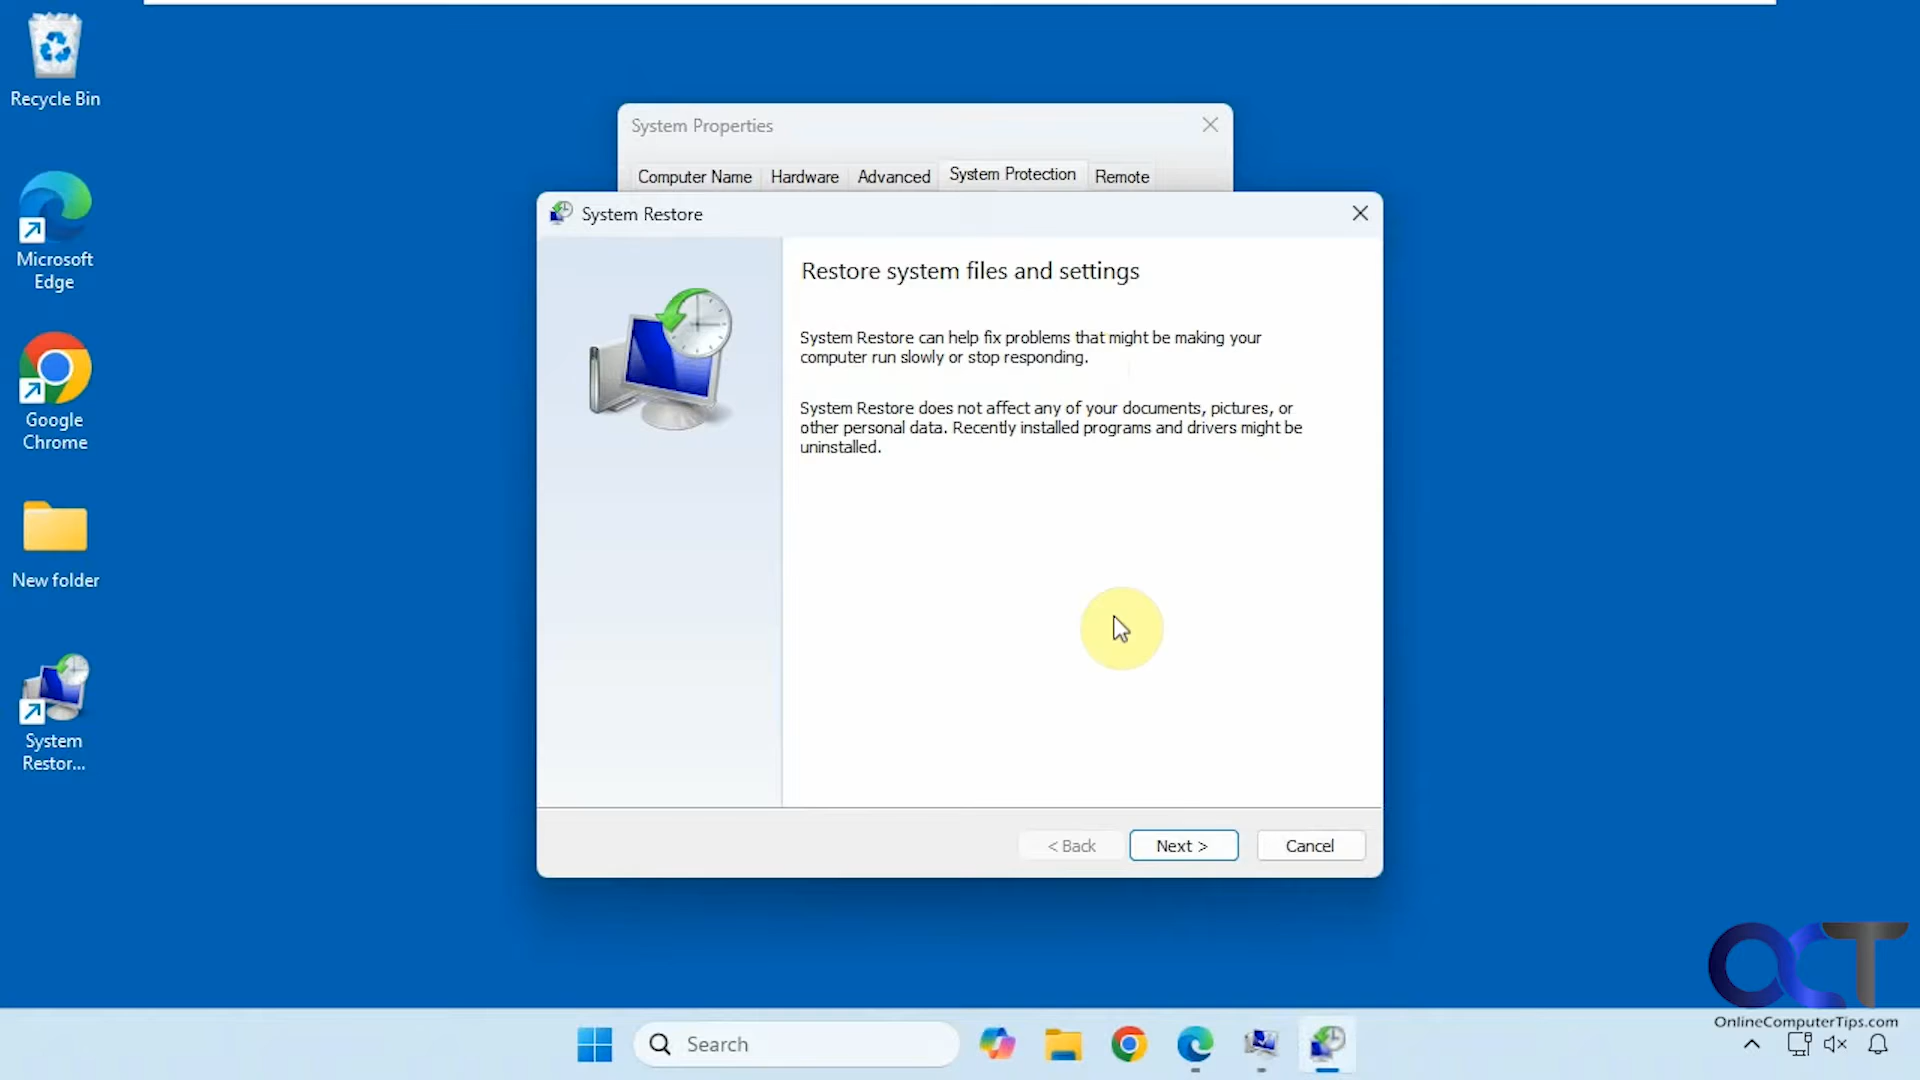 Recycle Bin
Microsoft
Edge
Google
Chrome
New folder
System
Restor...
System Properties
Computer Name
Hardware
Advanced
System Protection
Remote
System Restore
Restore system files and settings
System Restore can help fix problems that might be making your
computer run slowly or stop responding.
System Restore does not affect any of your documents, pictures, or
other personal data. Recently installed programs and drivers might be
uninstalled.
< Back
Next >
Cancel
OCT
OnlineComputerTips.com
Search